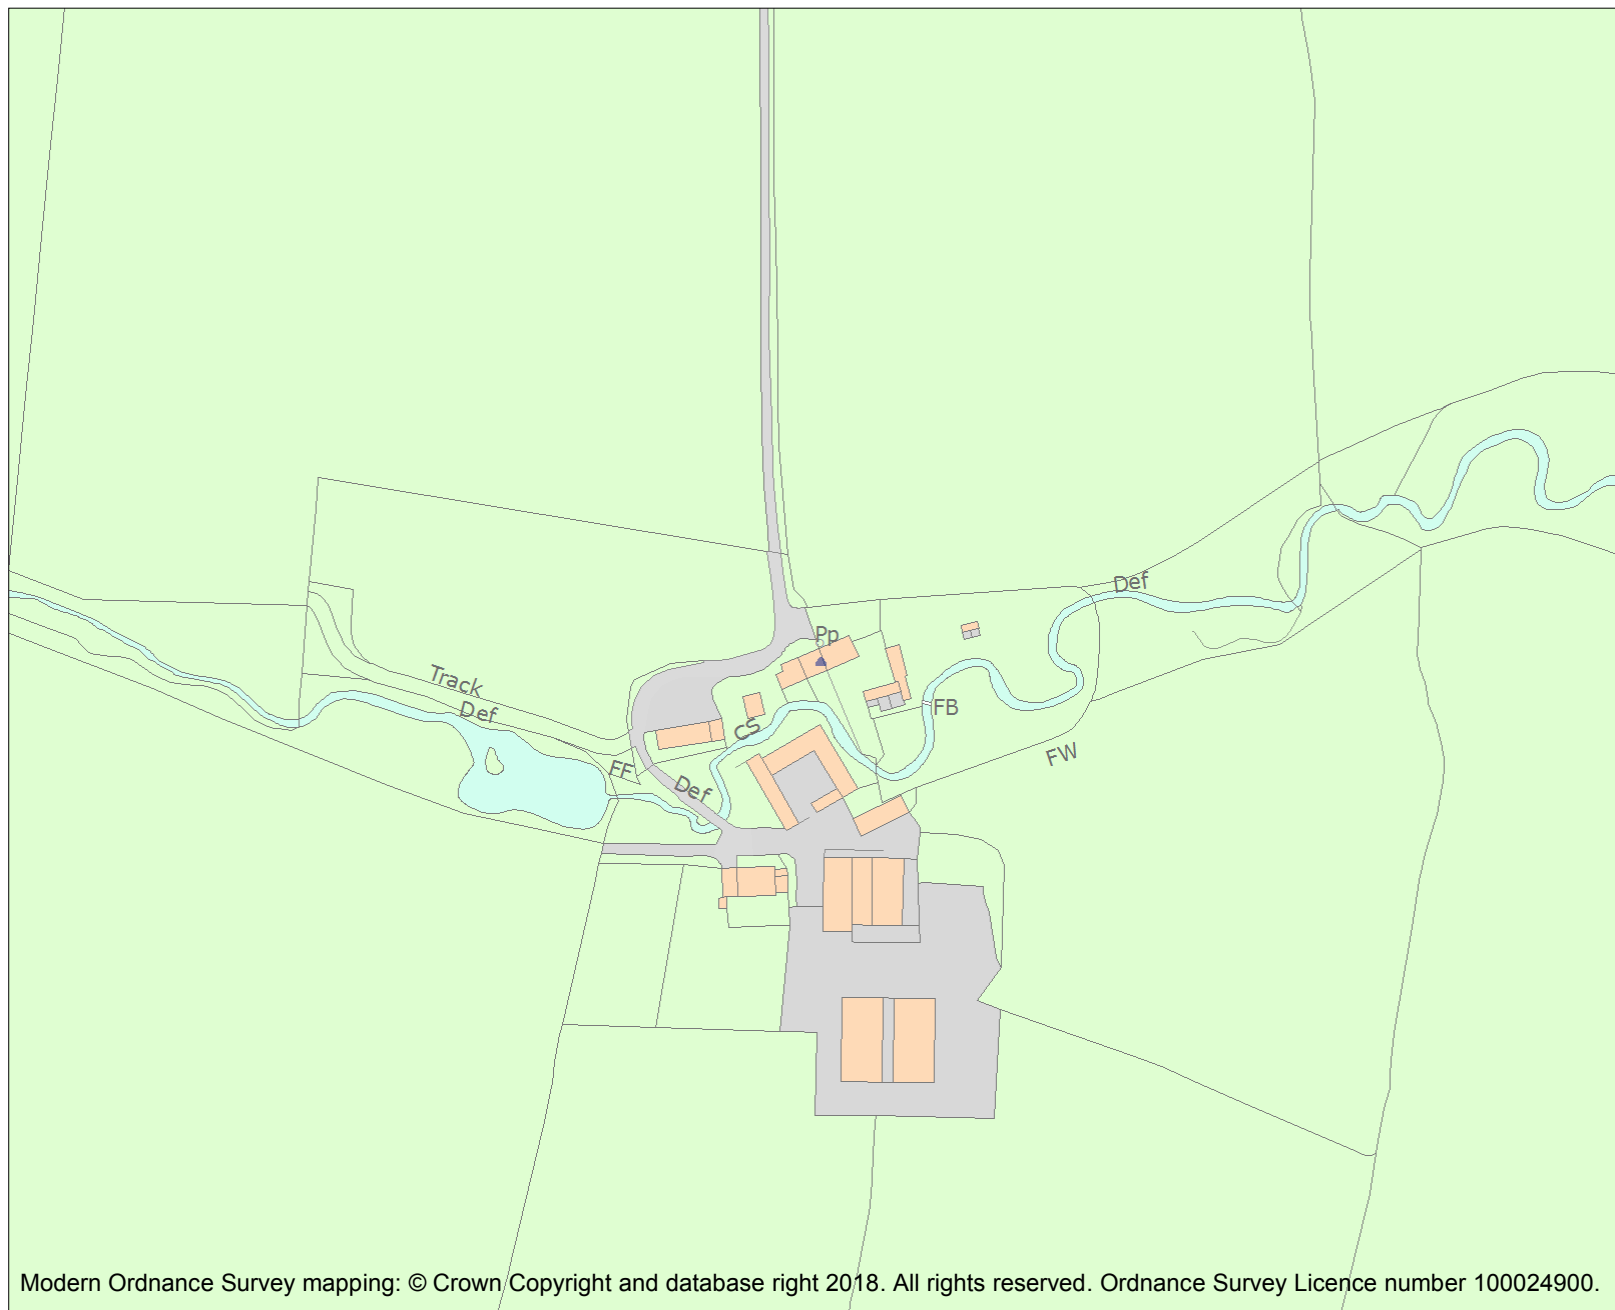 Def
Pp
Track
FB
Def
CS
FW
FF
Def
Modern Ordnance Survey mapping: © Crown Copyright and database right 2018. All rights reserved. Ordnance Survey Licence number 100024900.